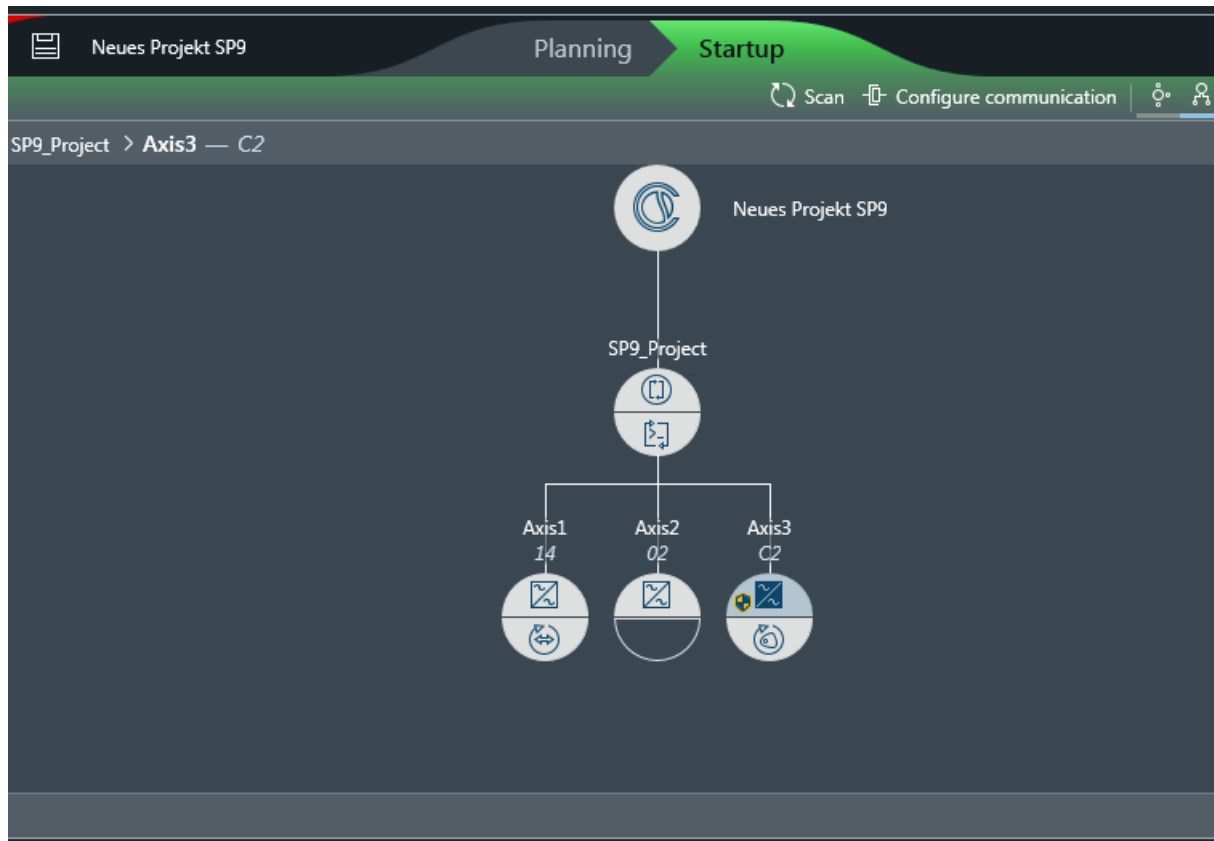 Neues Projekt SP9
Planning
Startup
Scan
Configure communication
SP9_Project > Axis3 — C2
Neues Projekt SP9
SP9_Project
Axis1 Axis2 Axis3
14 02 C2